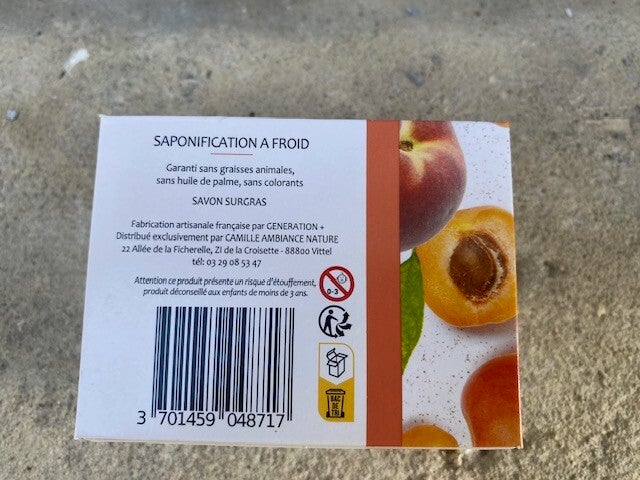 SAPONIFICATION A FROID
Garanti sans graisses animales,
sans huile de palme, sans colorants
SAVON SURGRAS
Fabrication artisanale française par GENERATION +
Distribué exclusivement par CAMILLE AMBIANCE NATURE
22 Allée de la Ficherelle, ZI de la Croisette - 88800 Vittel
tél: 03 29 08 53 47
Attention ce produit présente un risque d'étouffement,
produit déconseillé aux enfants de moins de 3 ans.
0-3
BAC
DE
TRI
3 701459 048717